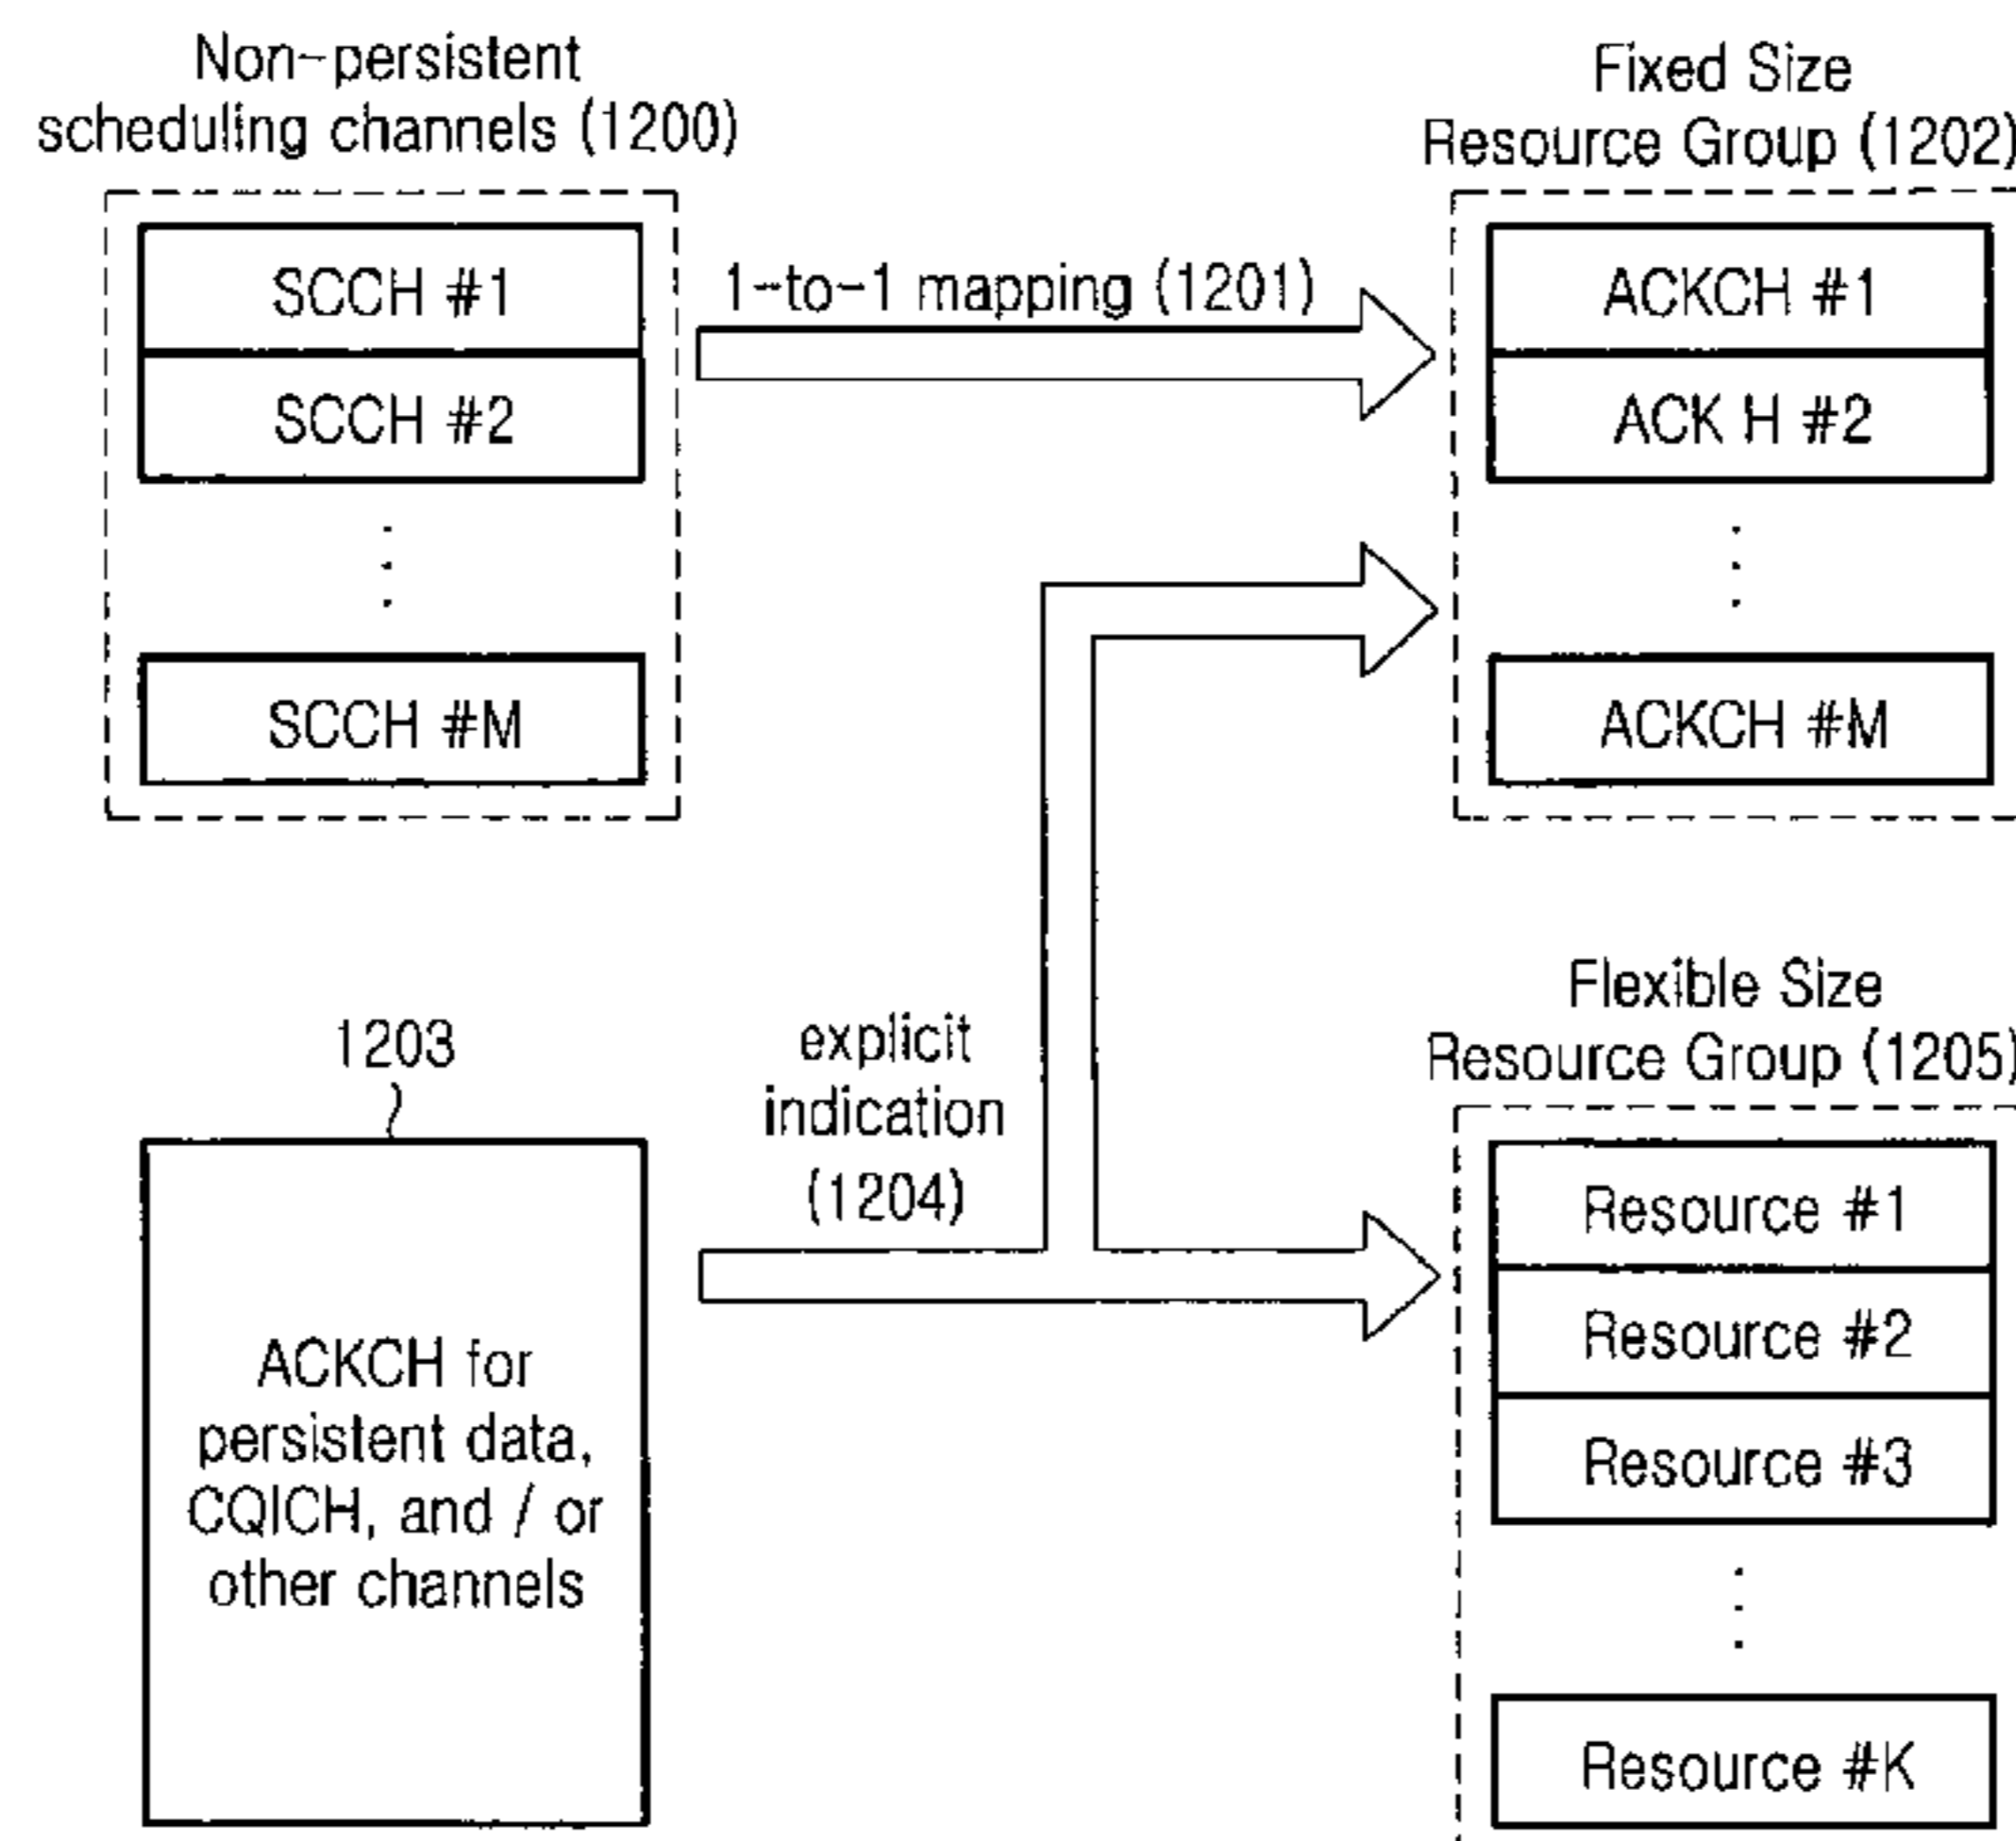 Non-persistent
scheduling channels (1200)
Fixed Size
Resource Group (1202)
SCCH #1
SCCH #2
SCCH #M
1-to-1 mapping (1201)
ACKCH #1
ACK H #2
ACKCH #M
1203
explicit
indication
(1204)
Flexible Size
Resource Group (1205)
ACKCH for
persistent data,
CQICH, and / or
other channels
Resource #1
Resource #2
Resource #3
Resource #K